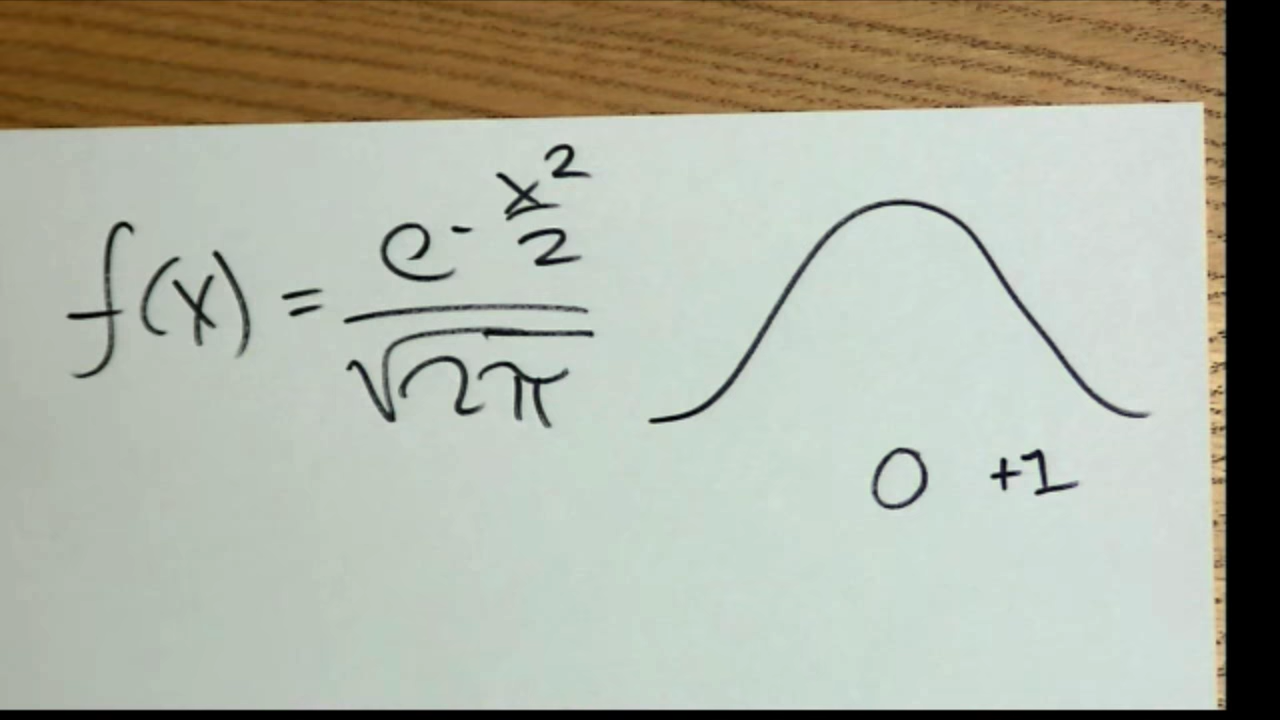 f(x) = e^{-x²/2} / √2π
0 +1